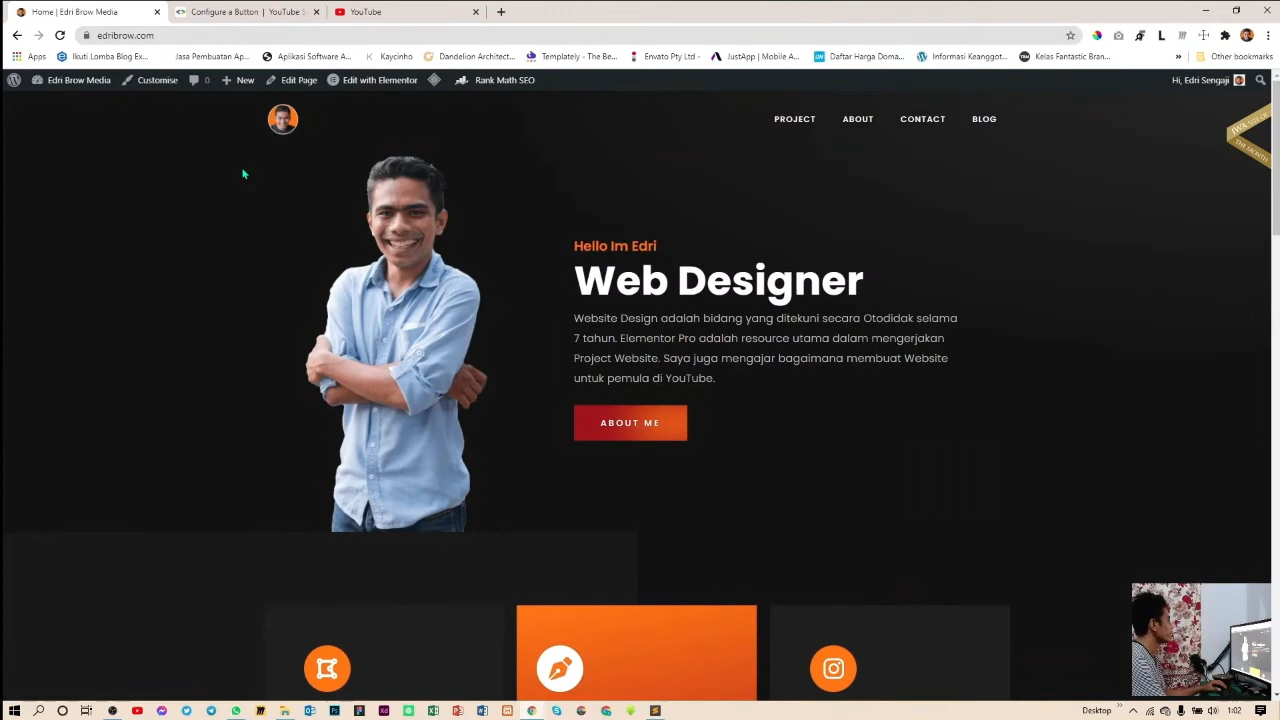 Home | Edri Brow Media
Configure a Button | YouTube S
YouTube
edribrow.com
Apps
Ikuti Lomba Blog Ex...
Jasa Pembuatan Ap...
Aplikasi Software A...
Kaycinho
Dandelion Architect...
Templately - The Be...
Envato Pty Ltd -
JustApp | Mobile A...
Daftar Harga Doma...
Informasi Keanggot...
Kelas Fantastic Bran...
Other bookmarks
Edri Brow Media
Customise
0
New
Edit Page
Edit with Elementor
Rank Math SEO
Hi, Edri Sengaji
PROJECT
ABOUT
CONTACT
BLOG
IWA SITE OF
THE MONTH
Hello Im Edri
Web Designer
Website Design adalah bidang yang ditekuni secara Otodidak selama
7 tahun. Elementor Pro adalah resource utama dalam mengerjakan
Project Website. Saya juga mengajar bagaimana membuat Website
untuk pemula di YouTube.
ABOUT ME
Desktop
1:02